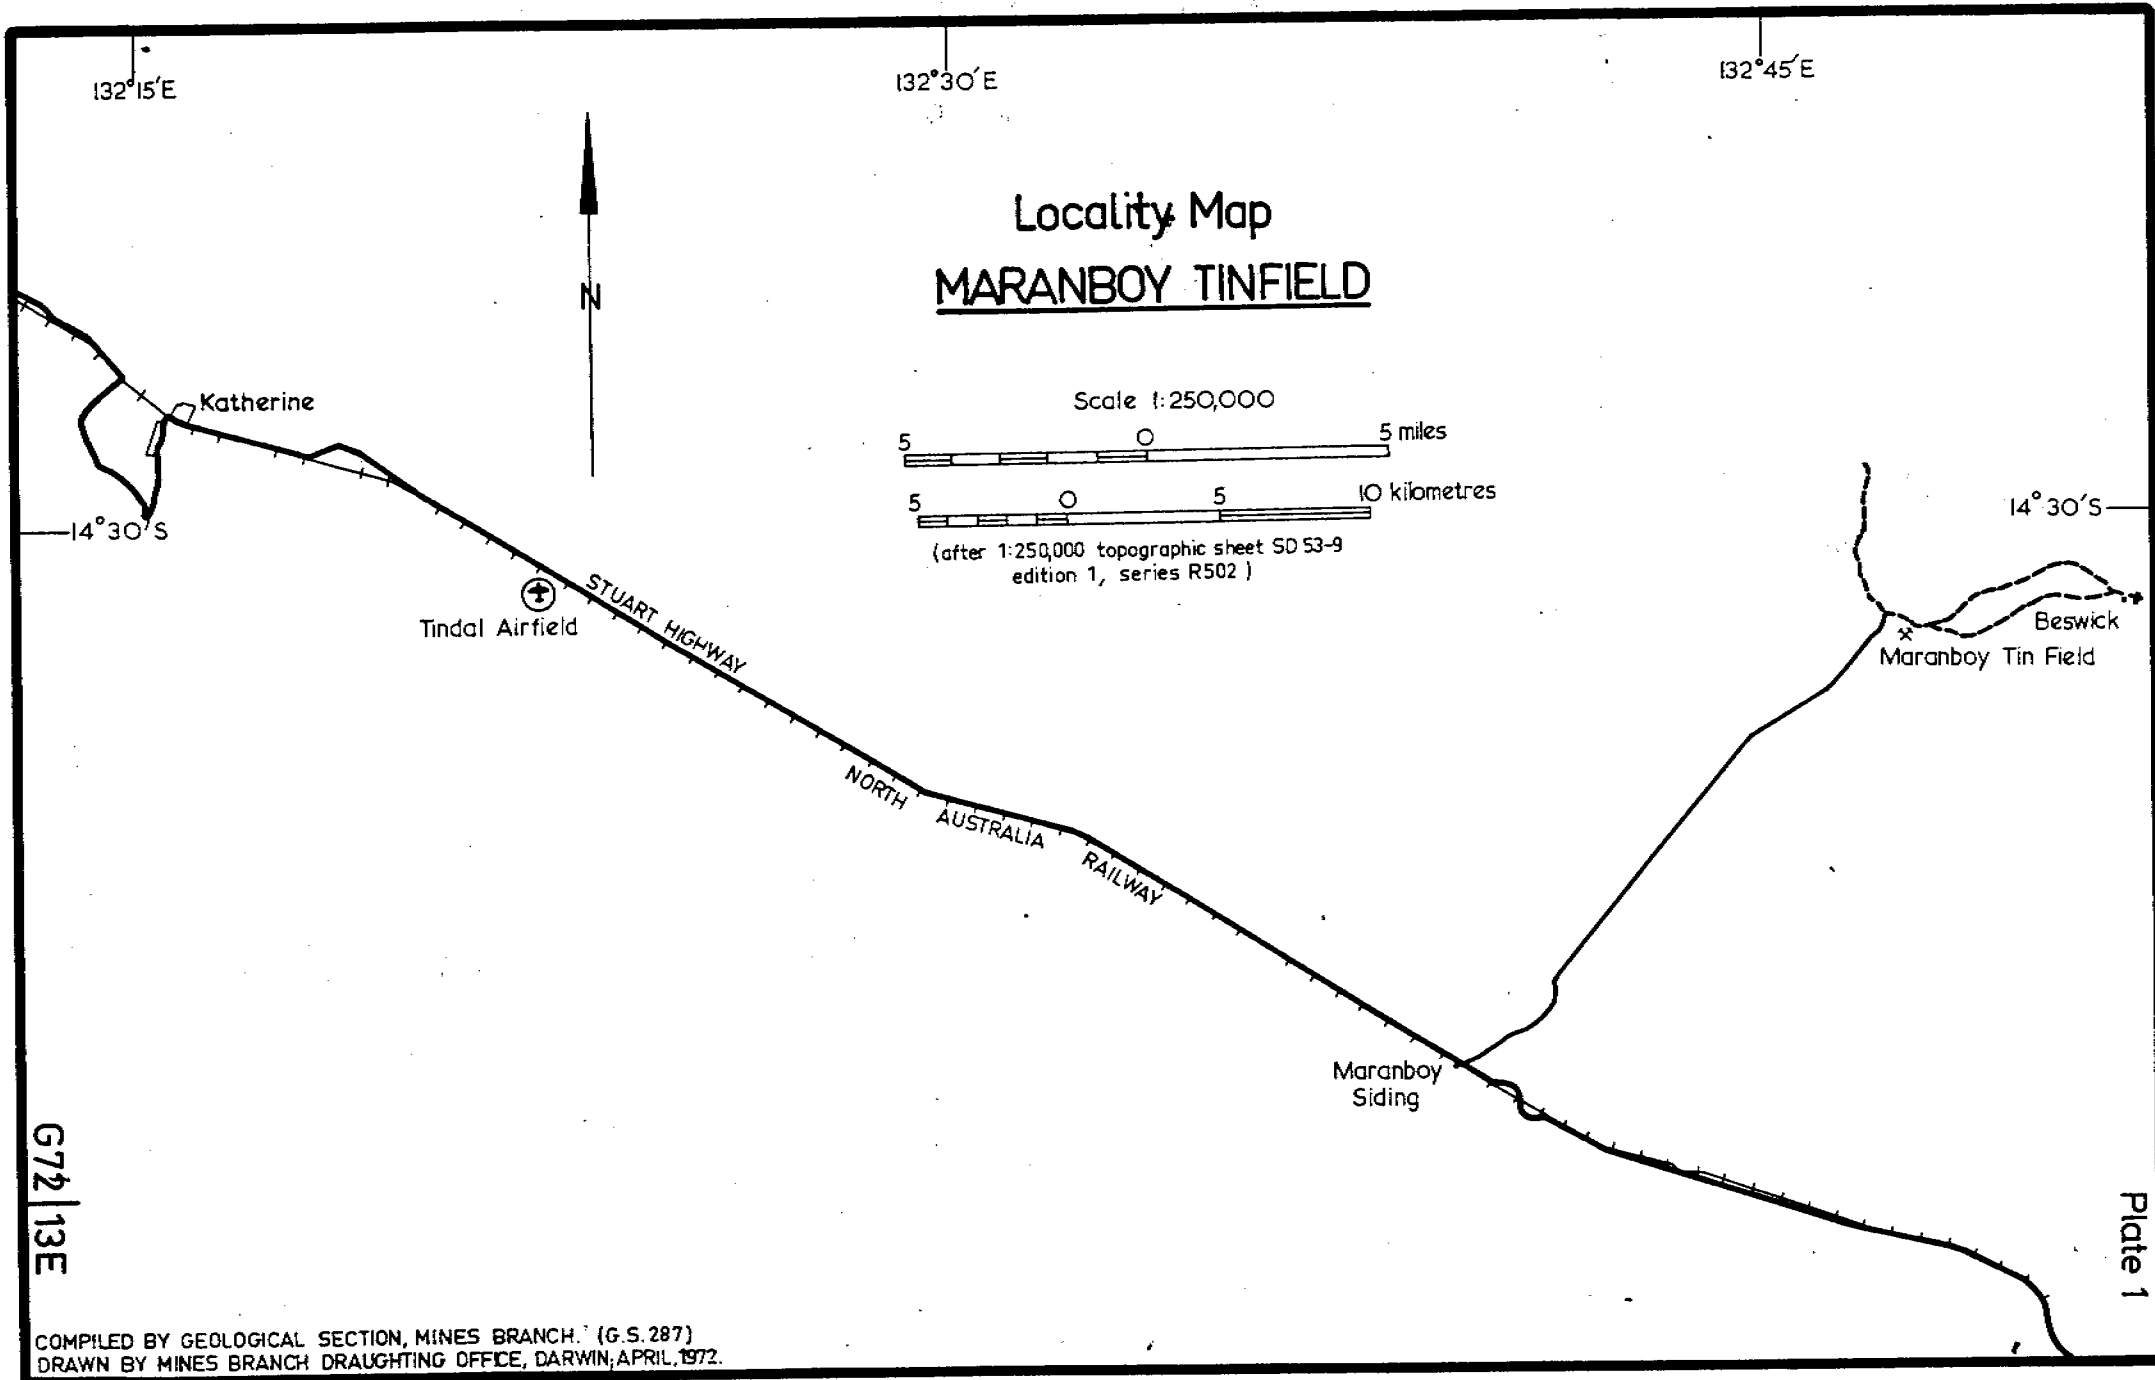 132°15'E
132°30'E
132°45'E
Locality Map
MARANBOY TINFIELD
N
Katherine
Scale 1:250,000
5 0 5 miles
5 0 5 10 kilometres
(after 1:250,000 topographic sheet SD 53-9
edition 1, series R502)
14°30'S
14°30'S
Tindal Airfield
STUART HIGHWAY
Beswick
Maranboy Tin Field
NORTH AUSTRALIA RAILWAY
Maranboy
Siding
G72|13E
Plate 1
COMPILED BY GEOLOGICAL SECTION, MINES BRANCH. (G.S.287)
DRAWN BY MINES BRANCH DRAUGHTING OFFICE, DARWIN, APRIL, 1972.